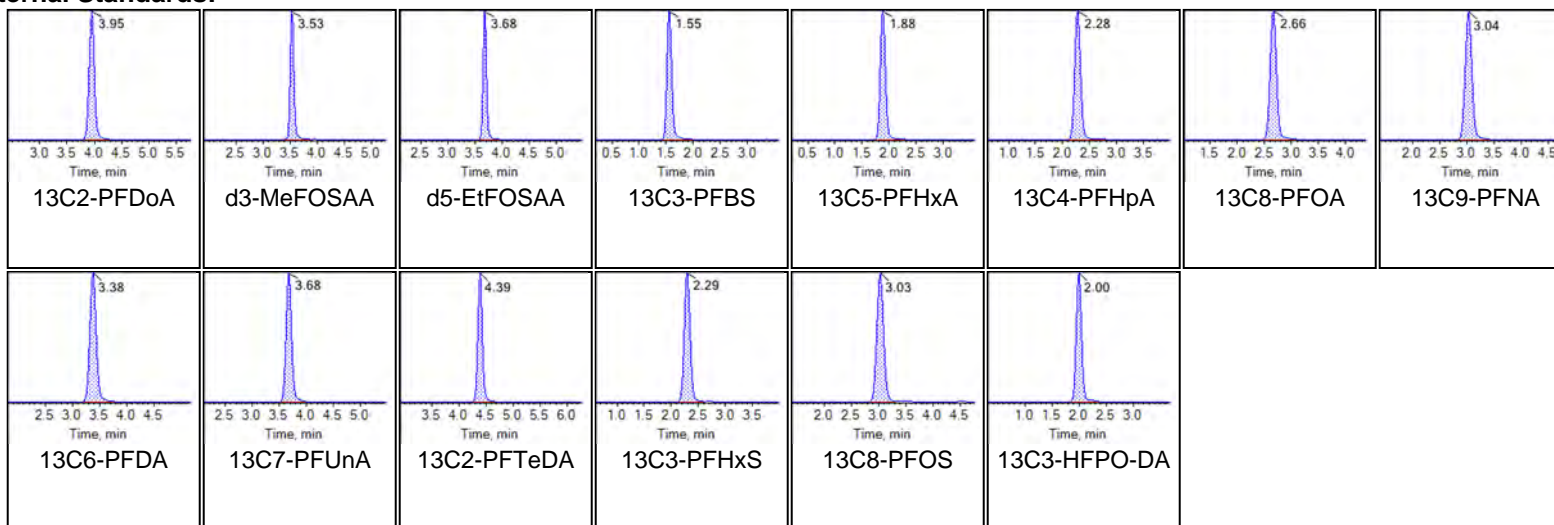 3.95 3.53 3.68 1.55 1.88 2.28 2.66 3.04
3.0 3.5 4.0 4.5 5.0 5.5 2.5 3.0 3.5 4.0 4.5 5.0 2.5 3.0 3.5 4.0 4.5 5.0 0.5 1.0 1.5 2.0 2.5 3.0 0.5 1.0 1.5 2.0 2.5 3.0 1.0 1.5 2.0 2.5 3.0 3.5 1.5 2.0 2.5 3.0 3.5 4.0 2.0 2.5 3.0 3.5 4.0
Time, min Time, min Time, min Time, min Time, min Time, min Time, min Time, min
13C2-PFDoA d3-MeFOSAA d5-EtFOSAA 13C3-PFBS 13C5-PFHxA 13C4-PFHpA 13C8-PFOA 13C9-PFNA
3.38 3.68 4.39 2.29 3.03 2.00
2.5 3.0 3.5 4.0 4.5 2.5 3.0 3.5 4.0 4.5 5.0 3.5 4.0 4.5 5.0 5.5 6.0 1.0 1.5 2.0 2.5 3.0 3.5 2.0 2.5 3.0 3.5 4.0 4.5 1.0 1.5 2.0 2.5 3.0
Time, min Time, min Time, min Time, min Time, min Time, min
13C6-PFDA 13C7-PFUnA 13C2-PFTeDA 13C3-PFHxS 13C8-PFOS 13C3-HFPO-DA